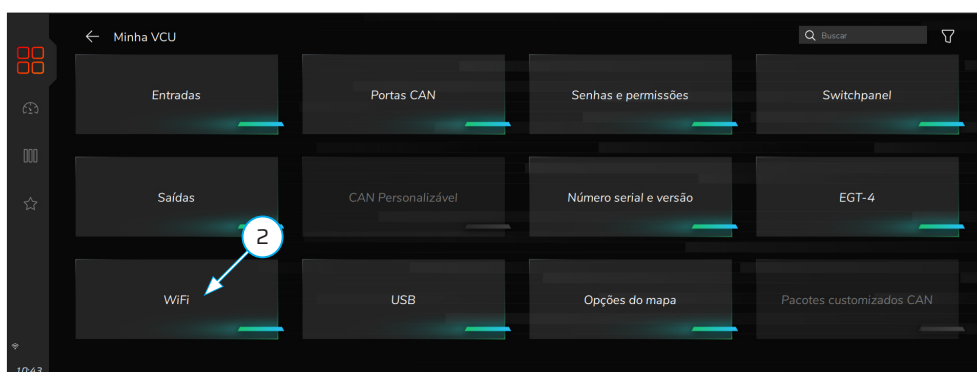 Minha VCU
Buscar
Entradas
Portas CAN
Senhas e permissões
Switchpanel
Saídas
CAN Personalizável
Número serial e versão
EGT-4
2
WiFi
USB
Opções do mapa
Pacotes customizados CAN
10:43